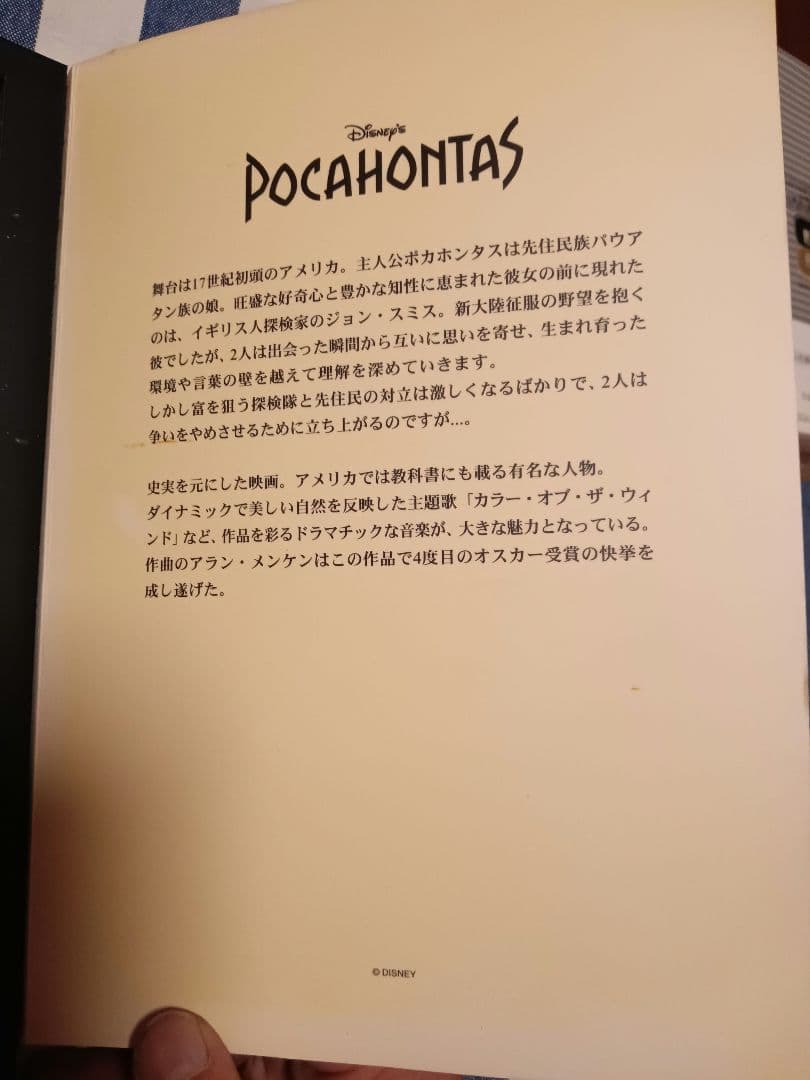 DISNEY'S
POCAHONTAS
舞台は17世紀初頭のアメリカ。主人公ポカホンタスは先住民族パウア
タン族の娘。旺盛な好奇心と豊かな知性に恵まれた彼女の前に現れた
のは、イギリス人探検家のジョン・スミス。新大陸征服の野望を抱く
彼でしたが、2人は出会った瞬間から互いに思いを寄せ、生まれ育った
環境や言葉の壁を越えて理解を深めていきます。
しかし富を狙う探検隊と先住民の対立は激しくなるばかりで、2人は
争いをやめさせるために立ち上がるのですが...。
史実を元にした映画。アメリカでは教科書にも載る有名な人物。
ダイナミックで美しい自然を反映した主題歌「カラー・オブ・ザ・ウィ
ンド」など、作品を彩るドラマチックな音楽が、大きな魅力となっている。
作曲のアラン・メンケンはこの作品で4度目のオスカー受賞の快挙を
成し遂げた。
© DISNEY